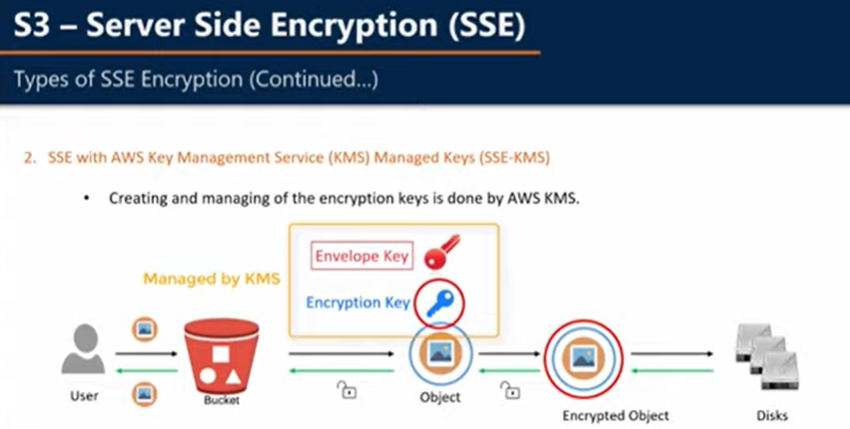 S3 – Server Side Encryption (SSE)
Types of SSE Encryption (Continued...)
2. SSE with AWS Key Management Service (KMS) Managed Keys (SSE-KMS)
• Creating and managing of the encryption keys is done by AWS KMS.
Envelope Key
Managed by KMS
Encryption Key
User
Bucket
Object
Encrypted Object
Disks